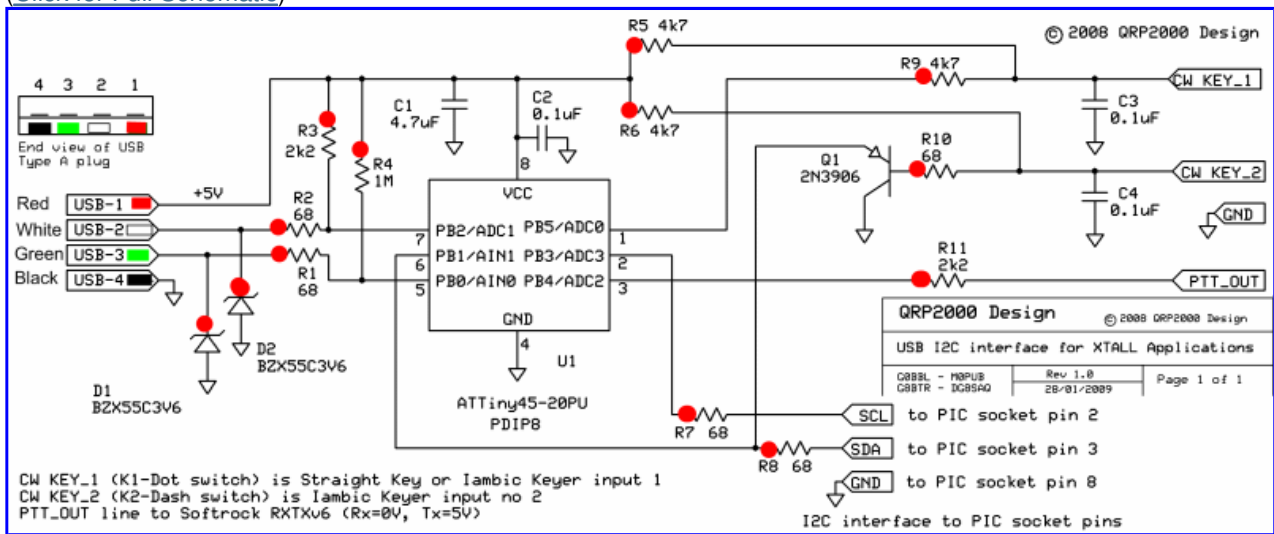 (Click for Full Schematic)
R5 4k7
© 2008 QRP2000 Design
4 3 2 1
End view of USB
Type A plug
R3
2k2
R4
1M
C1
4.7uF
C2
0.1uF
R6 4k7
R9 4k7
CW KEY_1
C3
0.1uF
R10
68
Q1
2N3906
CW KEY_2
C4
0.1uF
GND
Red USB-1 +5V
White USB-2
Green USB-3
Black USB-4
R2
68
R1
68
8
VCC
7 PB2/ADC1 PB5/ADC0 1
6 PB1/AIN1 PB3/ADC3 2
5 PB0/AIN0 PB4/ADC2 3
GND
4
U1
ATTiny45-20PU
PDIP8
R11
2k2
PTT_OUT
D2
BZX55C3V6
D1
BZX55C3V6
QRP2000 Design © 2008 QRP2000 Design
USB I2C interface for XTALL Applications
G0BBL - M0PUB
G8BTR - DG8SAQ
Rev 1.0
28/01/2009
Page 1 of 1
R7 68
SCL to PIC socket pin 2
R8 68
SDA to PIC socket pin 3
GND to PIC socket pin 8
I2C interface to PIC socket pins
CW KEY_1 (K1-Dot switch) is Straight Key or Iambic Keyer input 1
CW KEY_2 (K2-Dash switch) is Iambic Keyer input no 2
PTT_OUT line to Softrock RXTXv6 (Rx=0V, Tx=5V)